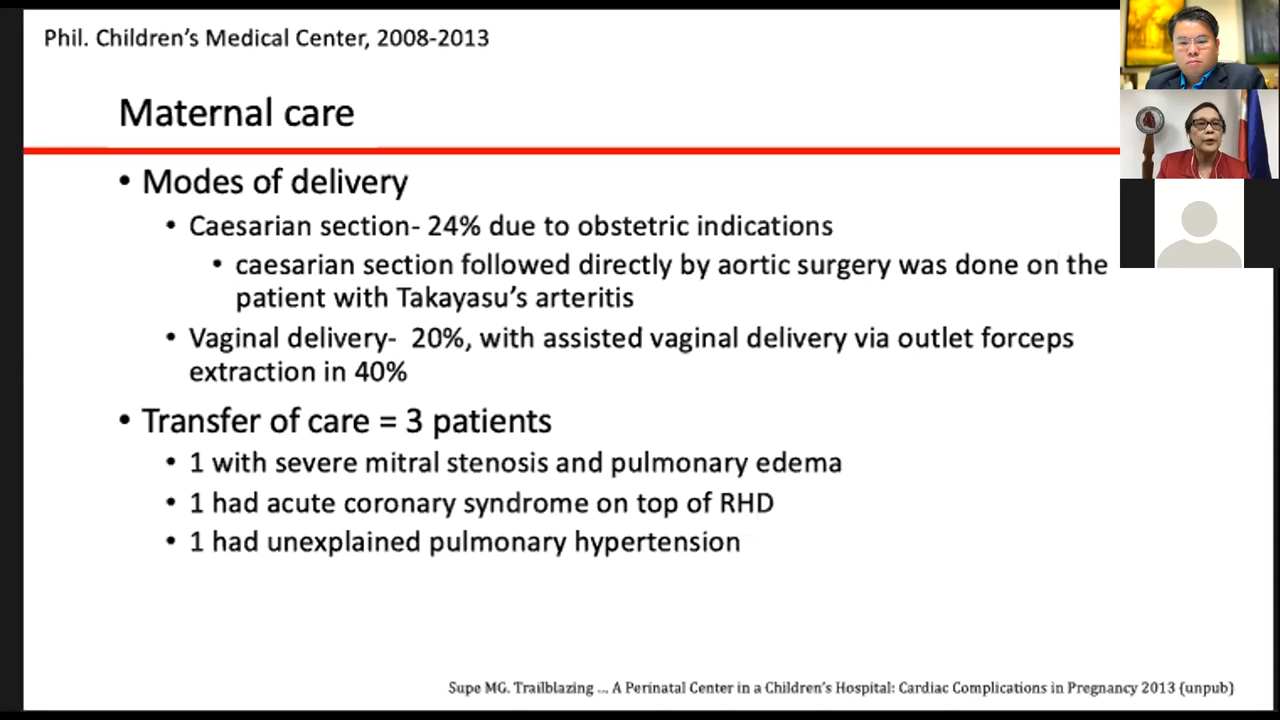 Phil. Children's Medical Center, 2008-2013
Maternal care
• Modes of delivery
• Caesarian section- 24% due to obstetric indications
• caesarian section followed directly by aortic surgery was done on the
patient with Takayasu's arteritis
• Vaginal delivery- 20%, with assisted vaginal delivery via outlet forceps
extraction in 40%
• Transfer of care = 3 patients
• 1 with severe mitral stenosis and pulmonary edema
• 1 had acute coronary syndrome on top of RHD
• 1 had unexplained pulmonary hypertension
Supe MG. Trailblazing ... A Perinatal Center in a Children's Hospital: Cardiac Complications in Pregnancy 2013 (unpub)